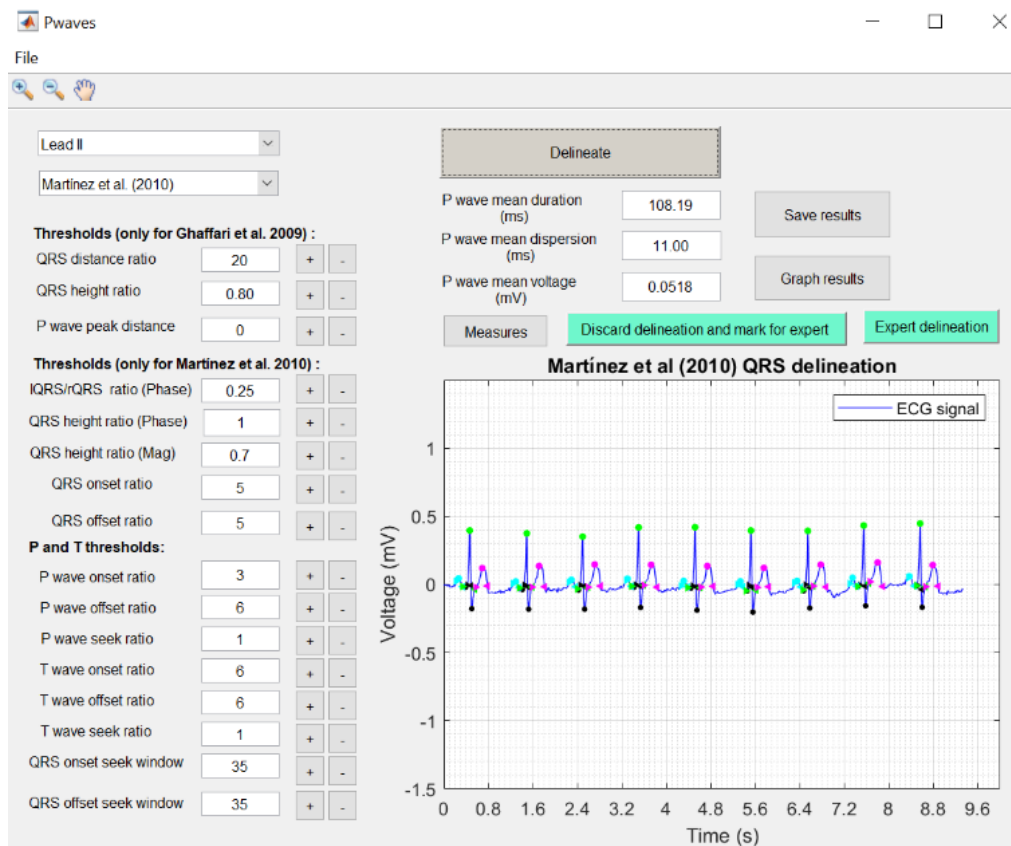 Pwaves
File
Lead II
Martínez et al. (2010)
Thresholds (only for Ghaffari et al. 2009) :
QRS distance ratio 20 + -
QRS height ratio 0.80 + -
P wave peak distance 0 + -
Thresholds (only for Martínez et al. 2010) :
lQRS/rQRS ratio (Phase) 0.25 + -
QRS height ratio (Phase) 1 + -
QRS height ratio (Mag) 0.7 + -
QRS onset ratio 5 + -
QRS offset ratio 5 + -
P and T thresholds:
P wave onset ratio 3 + -
P wave offset ratio 6 + -
P wave seek ratio 1 + -
T wave onset ratio 6 + -
T wave offset ratio 6 + -
T wave seek ratio 1 + -
QRS onset seek window 35 + -
QRS offset seek window 35 + -
Delineate
P wave mean duration
(ms)
108.19
P wave mean dispersion
(ms)
11.00
P wave mean voltage
(mV)
0.0518
Save results
Graph results
Measures
Discard delineation and mark for expert
Expert delineation
Martínez et al (2010) QRS delineation
ECG signal
Voltage (mV)
1
0.5
0
-0.5
-1
-1.5
0 0.8 1.6 2.4 3.2 4 4.8 5.6 6.4 7.2 8 8.8 9.6
Time (s)